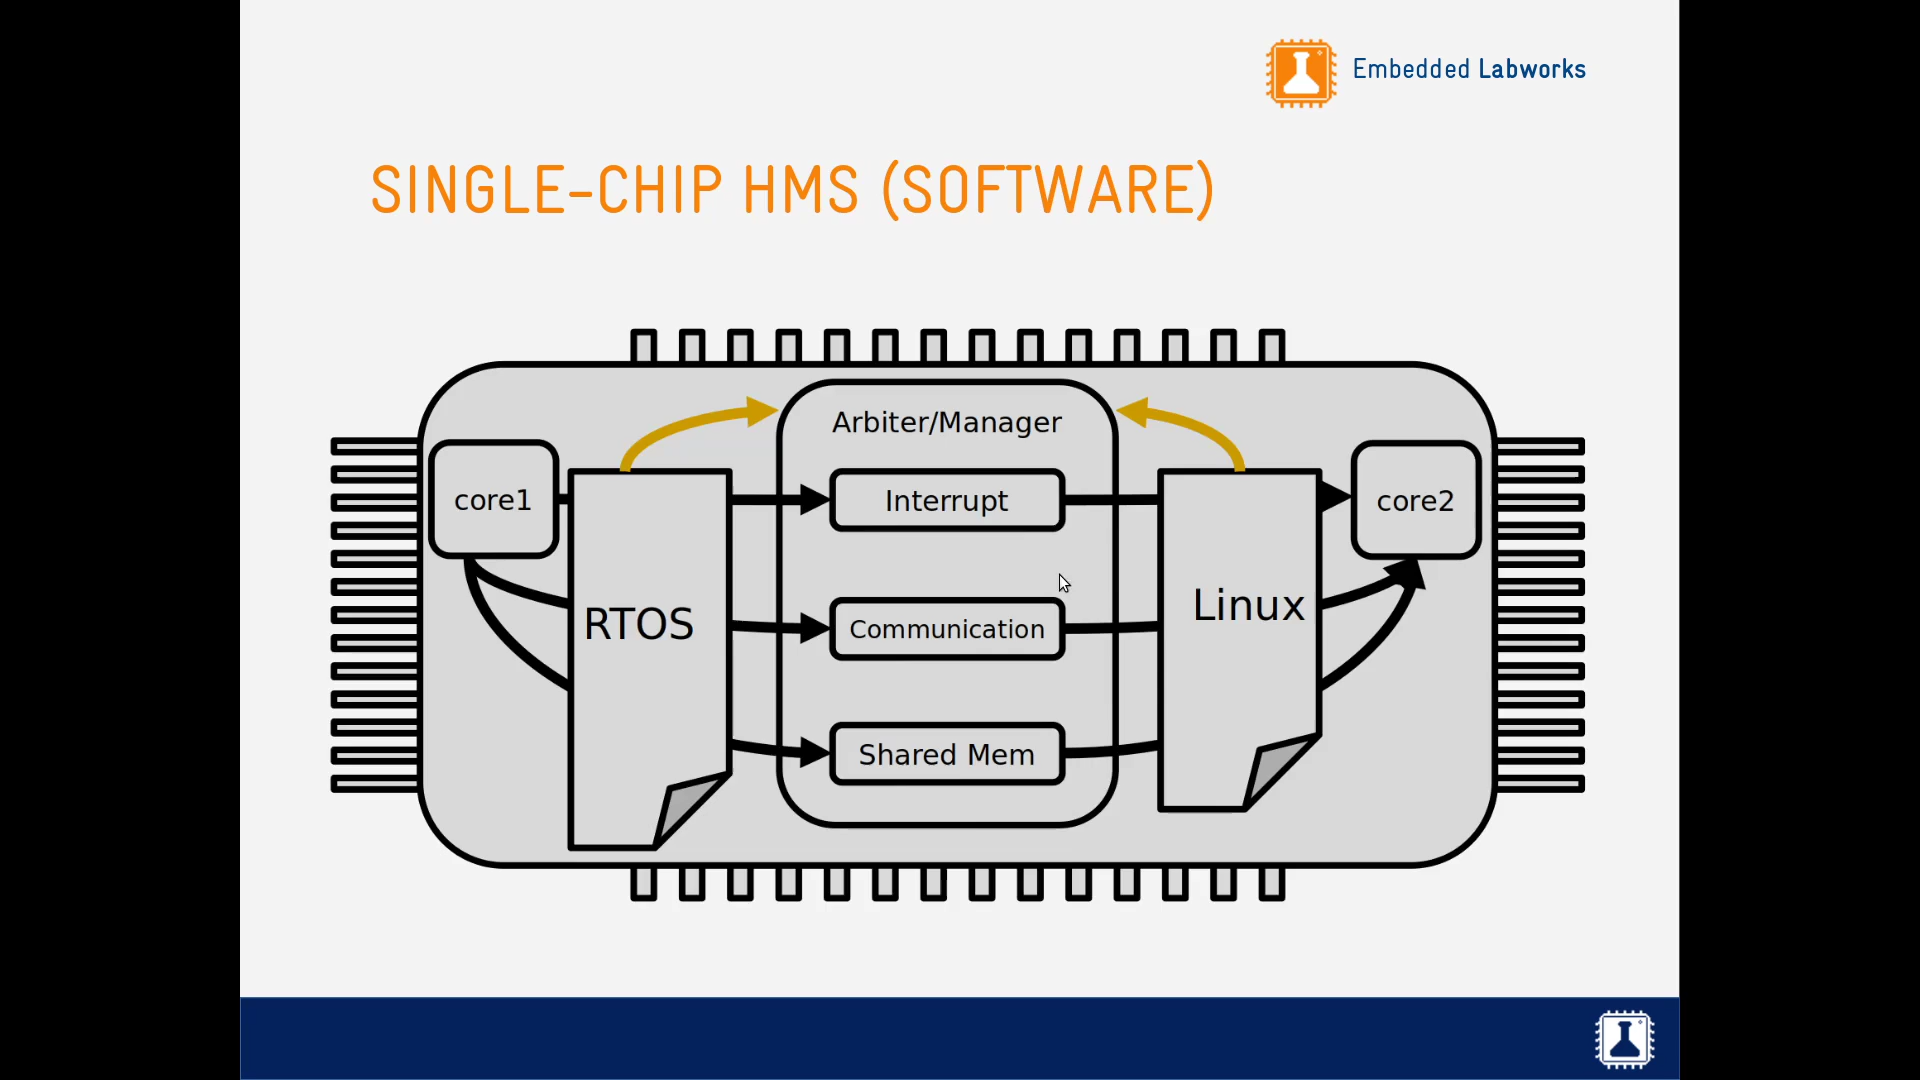 Embedded Labworks
SINGLE-CHIP HMS (SOFTWARE)
Arbiter/Manager
core1
Interrupt
core2
RTOS
Communication
Linux
Shared Mem